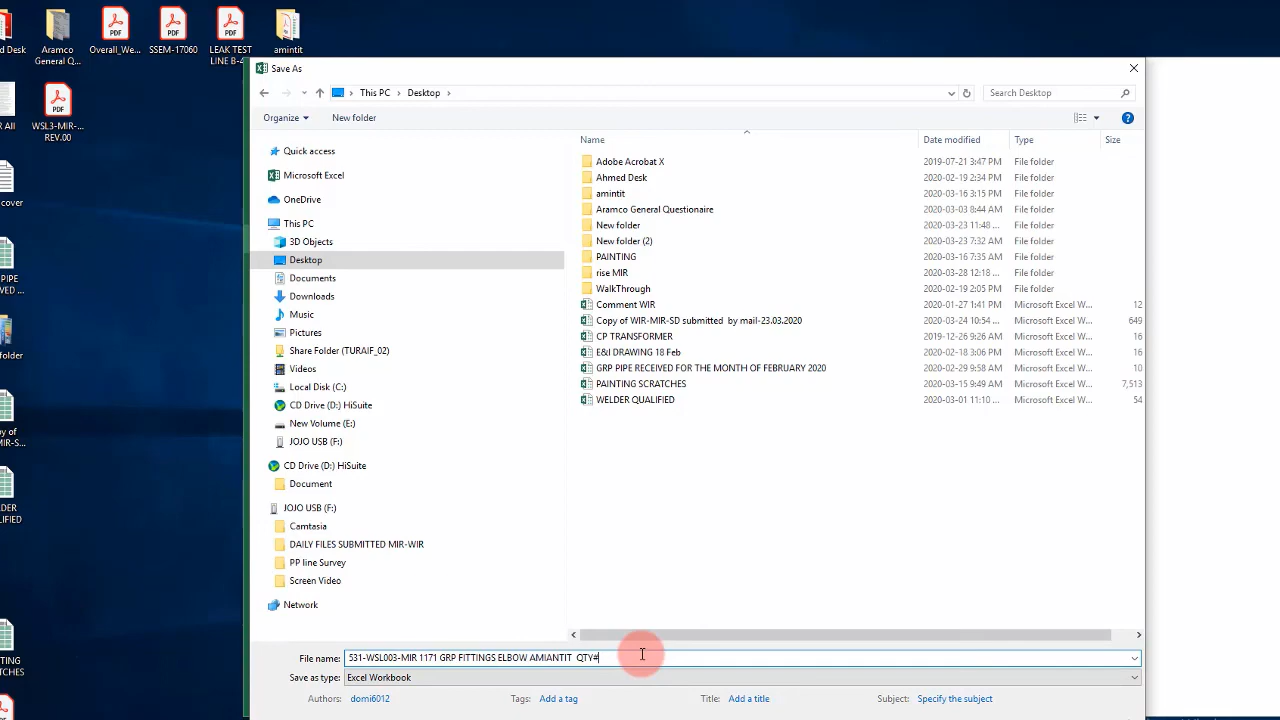 n Desk
Aramco
General Q...
Overall_We...
SSEM-17060
LEAK TEST
LINE B-4
amintit
R All
WSL3-MIR-...
REV.00
cover
PIPE
VED ...
folder
py of
MIR-S...
DER
LIFIED
TING
TCHES
Save As
This PC
Desktop
Search Desktop
Organize
New folder
Name
Date modified
Type
Size
Quick access
Microsoft Excel
OneDrive
This PC
3D Objects
Desktop
Documents
Downloads
Music
Pictures
Share Folder (TURAIF_02)
Videos
Local Disk (C:)
CD Drive (D:) HiSuite
New Volume (E:)
JOJO USB (F:)
CD Drive (D:) HiSuite
Document
JOJO USB (F:)
Camtasia
DAILY FILES SUBMITTED MIR-WIR
PP line Survey
Screen Video
Network
Adobe Acrobat X 2019-07-21 3:47 PM File folder
Ahmed Desk 2020-02-19 2:34 PM File folder
amintit 2020-03-16 3:15 PM File folder
Aramco General Questionaire 2020-03-03 8:44 AM File folder
New folder 2020-03-23 11:48 ... File folder
New folder (2) 2020-03-23 7:32 AM File folder
PAINTING 2020-03-16 7:35 AM File folder
rise MIR 2020-03-28 12:18 ... File folder
WalkThrough 2020-02-19 2:05 PM File folder
Comment WIR 2020-01-27 1:41 PM Microsoft Excel W... 12
Copy of WIR-MIR-SD submitted by mail-23.03.2020 2020-03-24 10:54 ... Microsoft Excel W... 649
CP TRANSFORMER 2019-12-26 9:26 AM Microsoft Excel W... 16
E&I DRAWING 18 Feb 2020-02-18 3:06 PM Microsoft Excel W... 16
GRP PIPE RECEIVED FOR THE MONTH OF FEBRUARY 2020 2020-02-29 9:58 AM Microsoft Excel W... 10
PAINTING SCRATCHES 2020-03-15 9:49 AM Microsoft Excel W... 7,513
WELDER QUALIFIED 2020-03-01 11:10 ... Microsoft Excel W... 54
File name: 531-WSL003-MIR 1171 GRP FITTINGS ELBOW AMIANTIT QTY#
Save as type: Excel Workbook
Authors: domi6012 Tags: Add a tag Title: Add a title Subject: Specify the subject